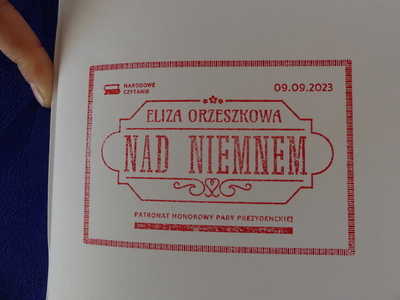 NARODOWE
CZYTANIE
09.09.2023
ELIZA ORZESZKOWA
NAD NIEMNEM
PATRONAT HONOROWY PARY PREZYDENCKIEJ